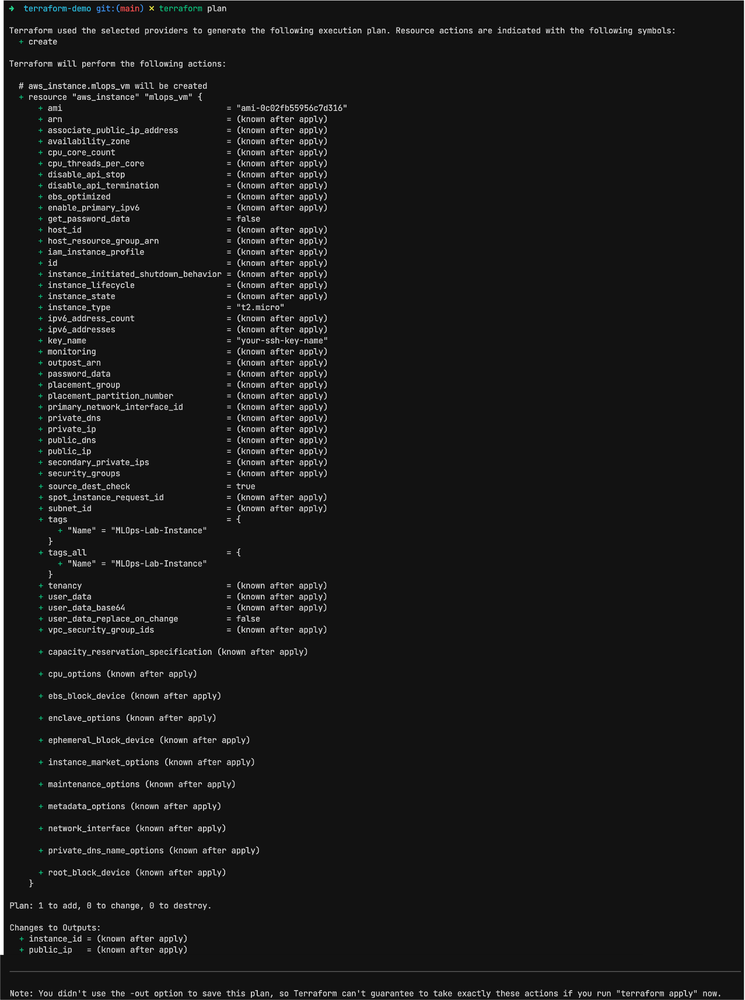 ➜  terraform-demo git:(main) ✗ terraform plan

Terraform used the selected providers to generate the following execution plan. Resource actions are indicated with the following symbols:
  + create

Terraform will perform the following actions:

  # aws_instance.mlops_vm will be created
  + resource "aws_instance" "mlops_vm" {
      + ami                                  = "ami-0c02fb55956c7d316"
      + arn                                  = (known after apply)
      + associate_public_ip_address          = (known after apply)
      + availability_zone                    = (known after apply)
      + cpu_core_count                       = (known after apply)
      + cpu_threads_per_core                 = (known after apply)
      + disable_api_stop                     = (known after apply)
      + disable_api_termination              = (known after apply)
      + ebs_optimized                        = (known after apply)
      + enable_primary_ipv6                  = (known after apply)
      + get_password_data                    = false
      + host_id                              = (known after apply)
      + host_resource_group_arn              = (known after apply)
      + iam_instance_profile                 = (known after apply)
      + id                                   = (known after apply)
      + instance_initiated_shutdown_behavior = (known after apply)
      + instance_lifecycle                   = (known after apply)
      + instance_state                       = (known after apply)
      + instance_type                        = "t2.micro"
      + ipv6_address_count                   = (known after apply)
      + ipv6_addresses                       = (known after apply)
      + key_name                             = "your-ssh-key-name"
      + monitoring                           = (known after apply)
      + outpost_arn                          = (known after apply)
      + password_data                        = (known after apply)
      + placement_group                      = (known after apply)
      + placement_partition_number           = (known after apply)
      + primary_network_interface_id         = (known after apply)
      + private_dns                          = (known after apply)
      + private_ip                           = (known after apply)
      + public_dns                           = (known after apply)
      + public_ip                            = (known after apply)
      + secondary_private_ips                = (known after apply)
      + security_groups                      = (known after apply)
      + source_dest_check                    = true
      + spot_instance_request_id             = (known after apply)
      + subnet_id                            = (known after apply)
      + tags                                 = {
          + "Name" = "MLOps-Lab-Instance"
        }
      + tags_all                             = {
          + "Name" = "MLOps-Lab-Instance"
        }
      + tenancy                              = (known after apply)
      + user_data                            = (known after apply)
      + user_data_base64                     = (known after apply)
      + user_data_replace_on_change          = false
      + vpc_security_group_ids               = (known after apply)

      + capacity_reservation_specification (known after apply)

      + cpu_options (known after apply)

      + ebs_block_device (known after apply)

      + enclave_options (known after apply)

      + ephemeral_block_device (known after apply)

      + instance_market_options (known after apply)

      + maintenance_options (known after apply)

      + metadata_options (known after apply)

      + network_interface (known after apply)

      + private_dns_name_options (known after apply)

      + root_block_device (known after apply)
    }

Plan: 1 to add, 0 to change, 0 to destroy.

Changes to Outputs:
  + instance_id = (known after apply)
  + public_ip   = (known after apply)

Note: You didn't use the -out option to save this plan, so Terraform can't guarantee to take exactly these actions if you run "terraform apply" now.